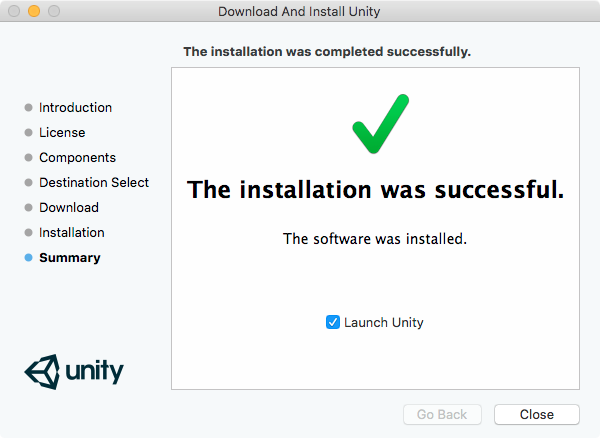 Download And Install Unity
The installation was completed successfully.
Introduction
License
Components
Destination Select
Download
Installation
Summary
The installation was successful.
The software was installed.
Launch Unity
unity
Go Back
Close